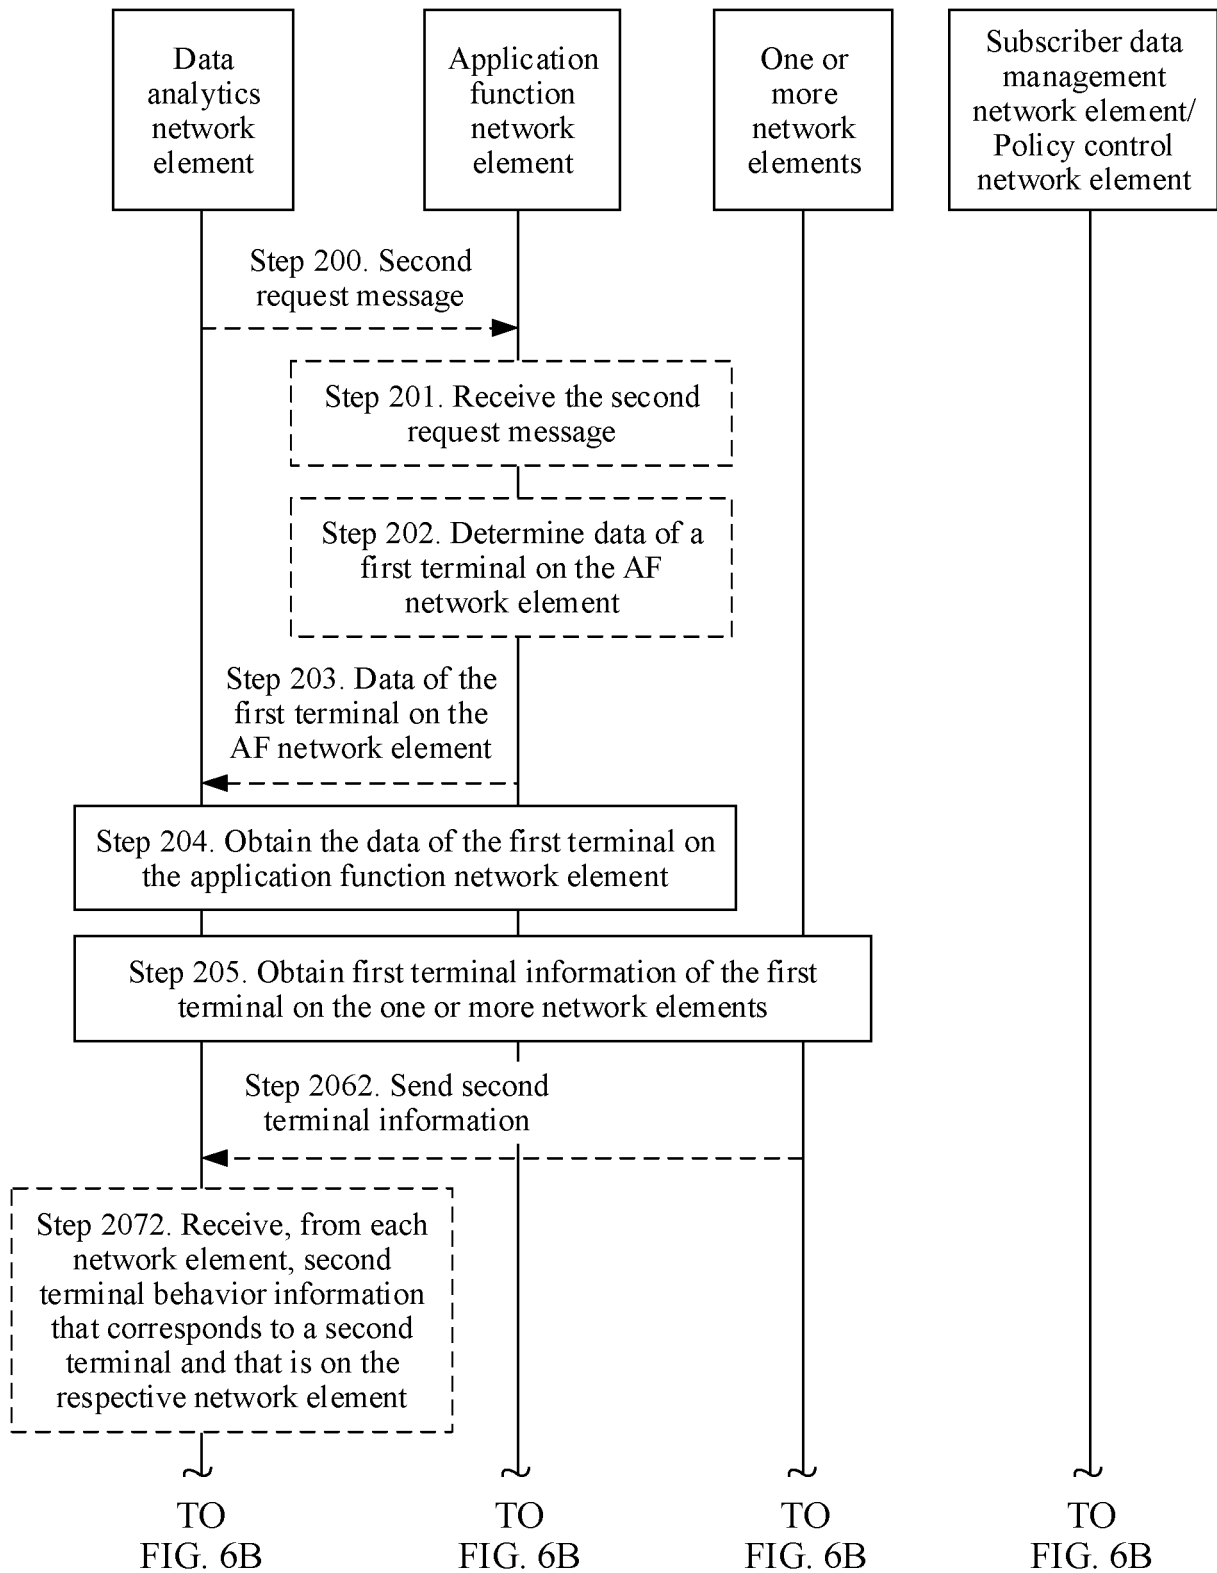 Data
analytics
network
element
Application
function
network
element
One or
more
network
elements
Subscriber data
management
network element/
Policy control
network element
Step 200. Second
request message
Step 201. Receive the second
request message
Step 202. Determine data of a
first terminal on the AF
network element
Step 203. Data of the
first terminal on the
AF network element
Step 204. Obtain the data of the first terminal on
the application function network element
Step 205. Obtain first terminal information of the first
terminal on the one or more network elements
Step 2062. Send second
terminal information
Step 2072. Receive, from each
network element, second
terminal behavior information
that corresponds to a second
terminal and that is on the
respective network element
TO
FIG. 6B
TO
FIG. 6B
TO
FIG. 6B
TO
FIG. 6B